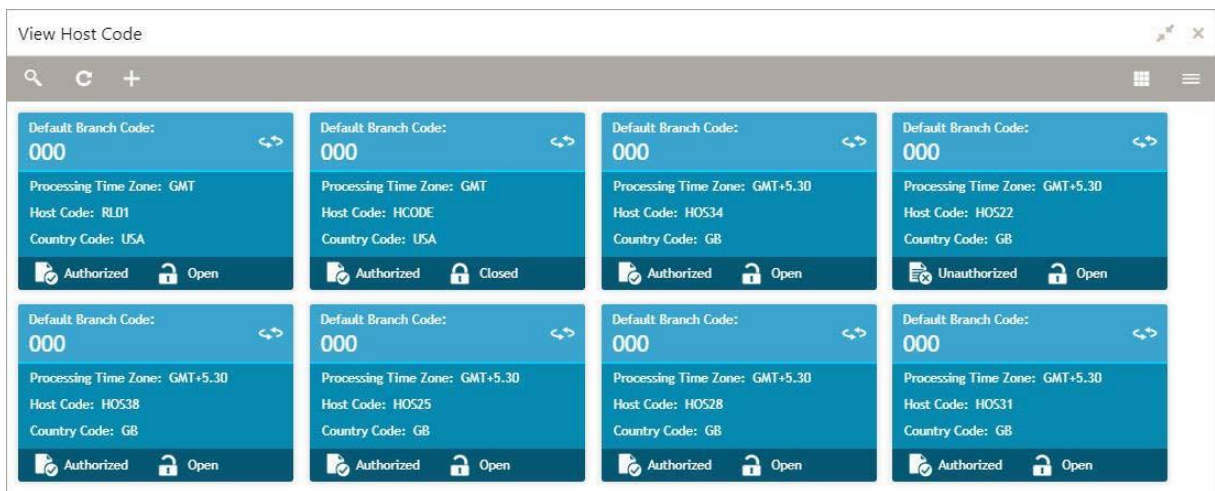 View Host Code
Default Branch Code: Default Branch Code: Default Branch Code: Default Branch Code:
000 000 000 000
Processing Time Zone: GMT Processing Time Zone: GMT Processing Time Zone: GMT+5.30 Processing Time Zone: GMT+5.30
Host Code: RL01 Host Code: HCODE Host Code: HOS34 Host Code: HOS22
Country Code: USA Country Code: USA Country Code: GB Country Code: GB
Authorized Open Authorized Closed Authorized Open Unauthorized Open
Default Branch Code: Default Branch Code: Default Branch Code: Default Branch Code:
000 000 000 000
Processing Time Zone: GMT+5.30 Processing Time Zone: GMT+5.30 Processing Time Zone: GMT+5.30 Processing Time Zone: GMT+5.30
Host Code: HOS38 Host Code: HOS25 Host Code: HOS28 Host Code: HOS31
Country Code: GB Country Code: GB Country Code: GB Country Code: GB
Authorized Open Authorized Open Authorized Open Authorized Open